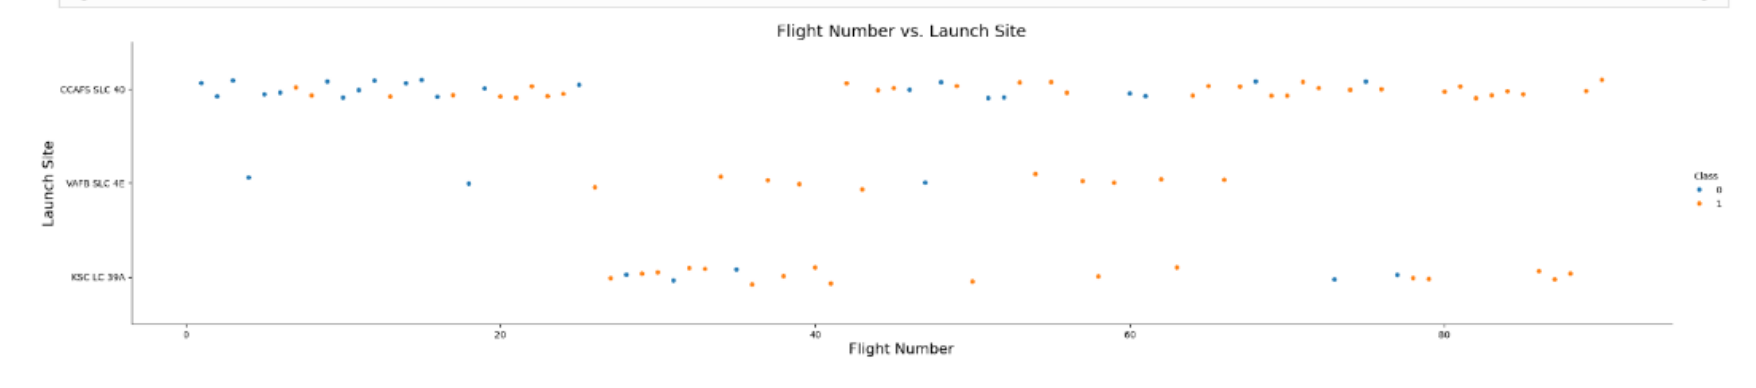 Flight Number vs. Launch Site
CCAFS SLC 40
VAFB SLC 4E
KSC LC 39A
Launch Site
0 20 40 60 80
Flight Number
Class
0
1